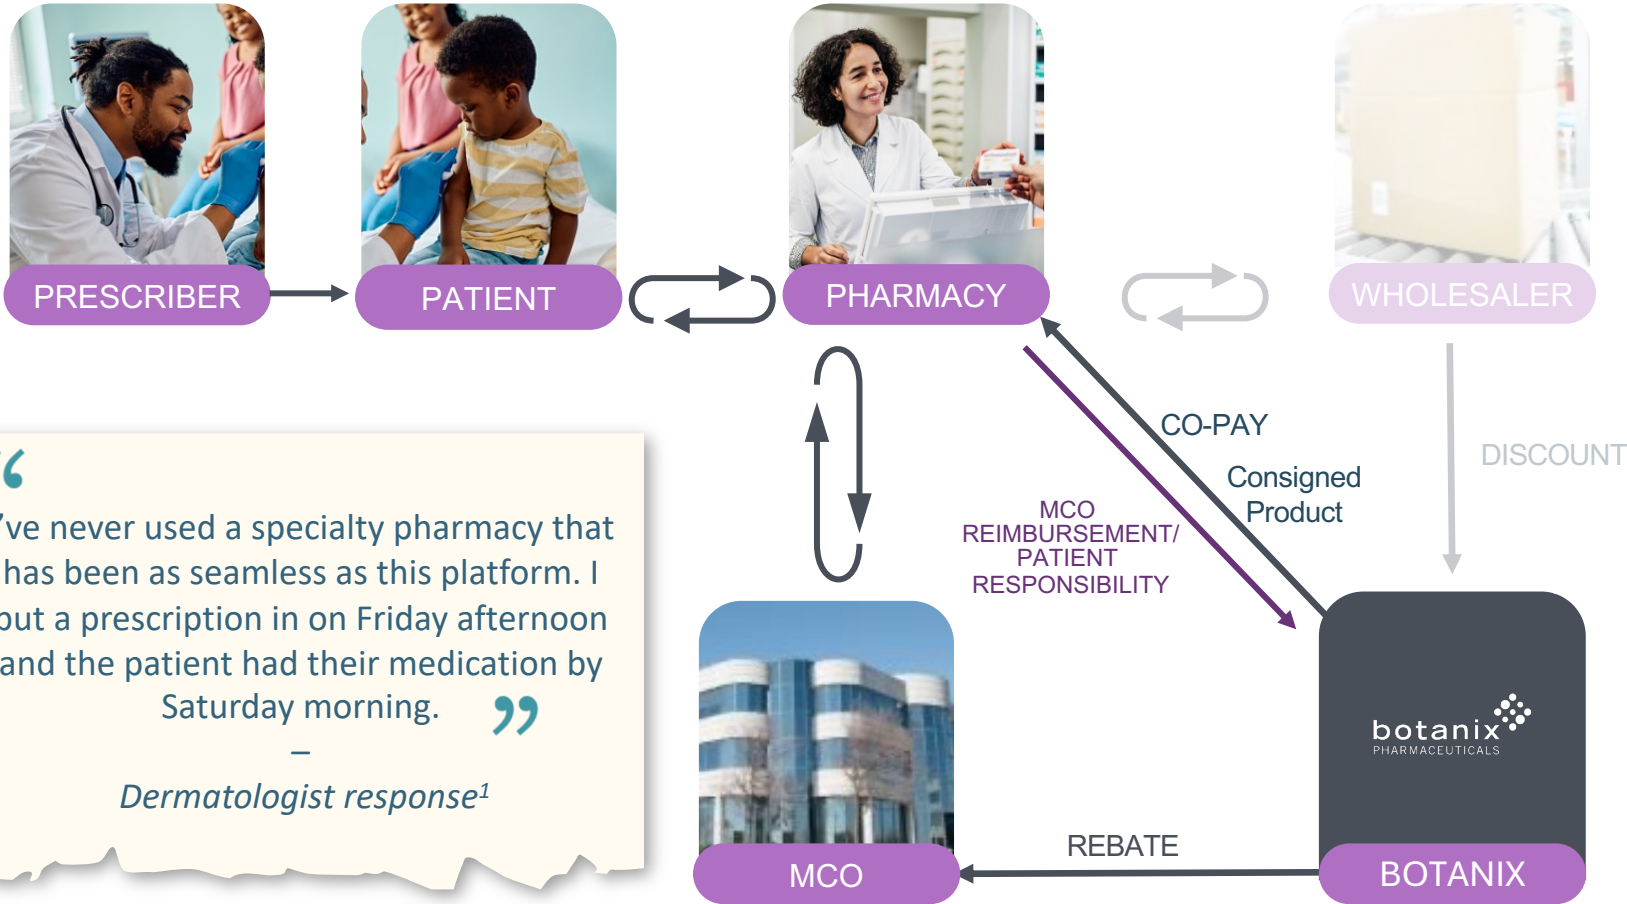 PRESCRIBER
PATIENT
PHARMACY
WHOLESALER
CO-PAY
Consigned
Product
DISCOUNT
MCO
REIMBURSEMENT/
PATIENT
RESPONSIBILITY
“
’ve never used a specialty pharmacy that
has been as seamless as this platform. I
put a prescription in on Friday afternoon
and the patient had their medication by
Saturday morning. ”
–
Dermatologist response1
botanix
PHARMACEUTICALS
REBATE
MCO
BOTANIX